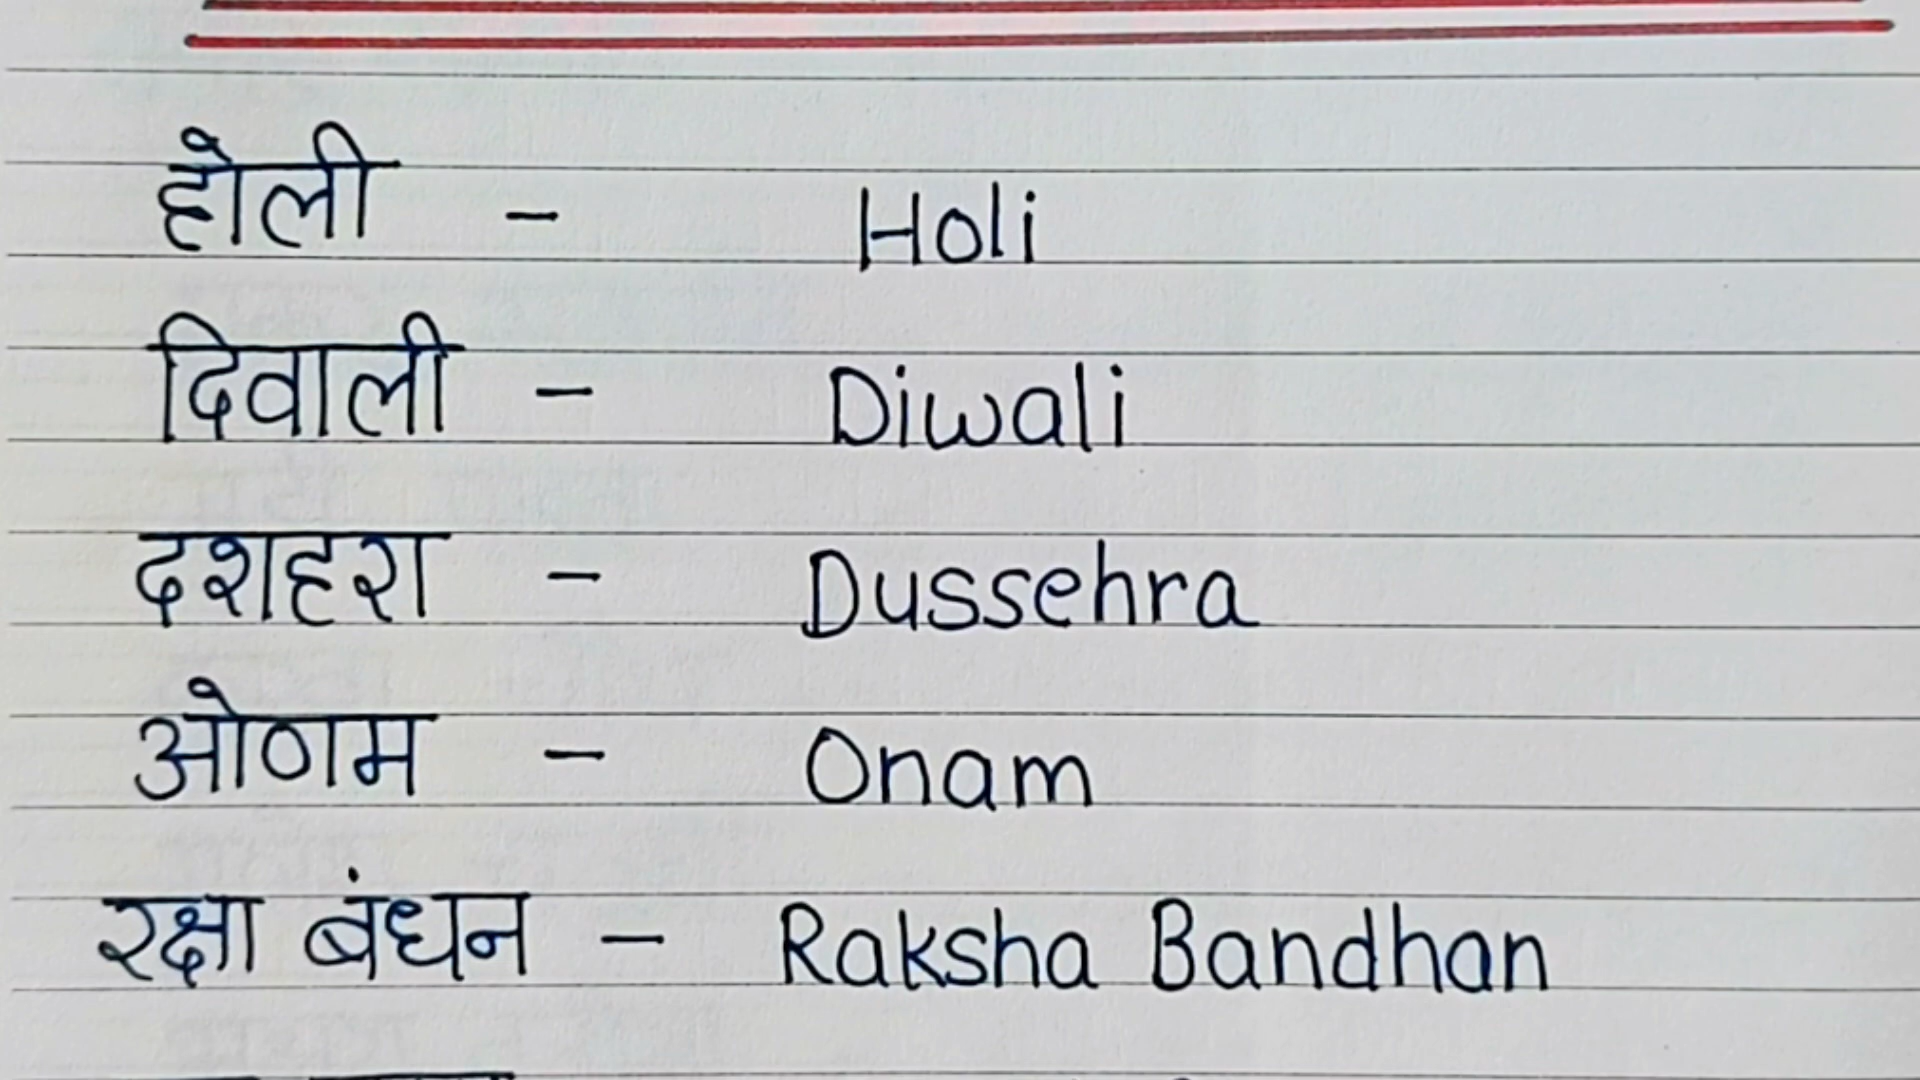 होली - Holi
दिवाली - Diwali
दशहरा - Dussehra
ओणम - Onam
रक्षा बंधन - Raksha Bandhan